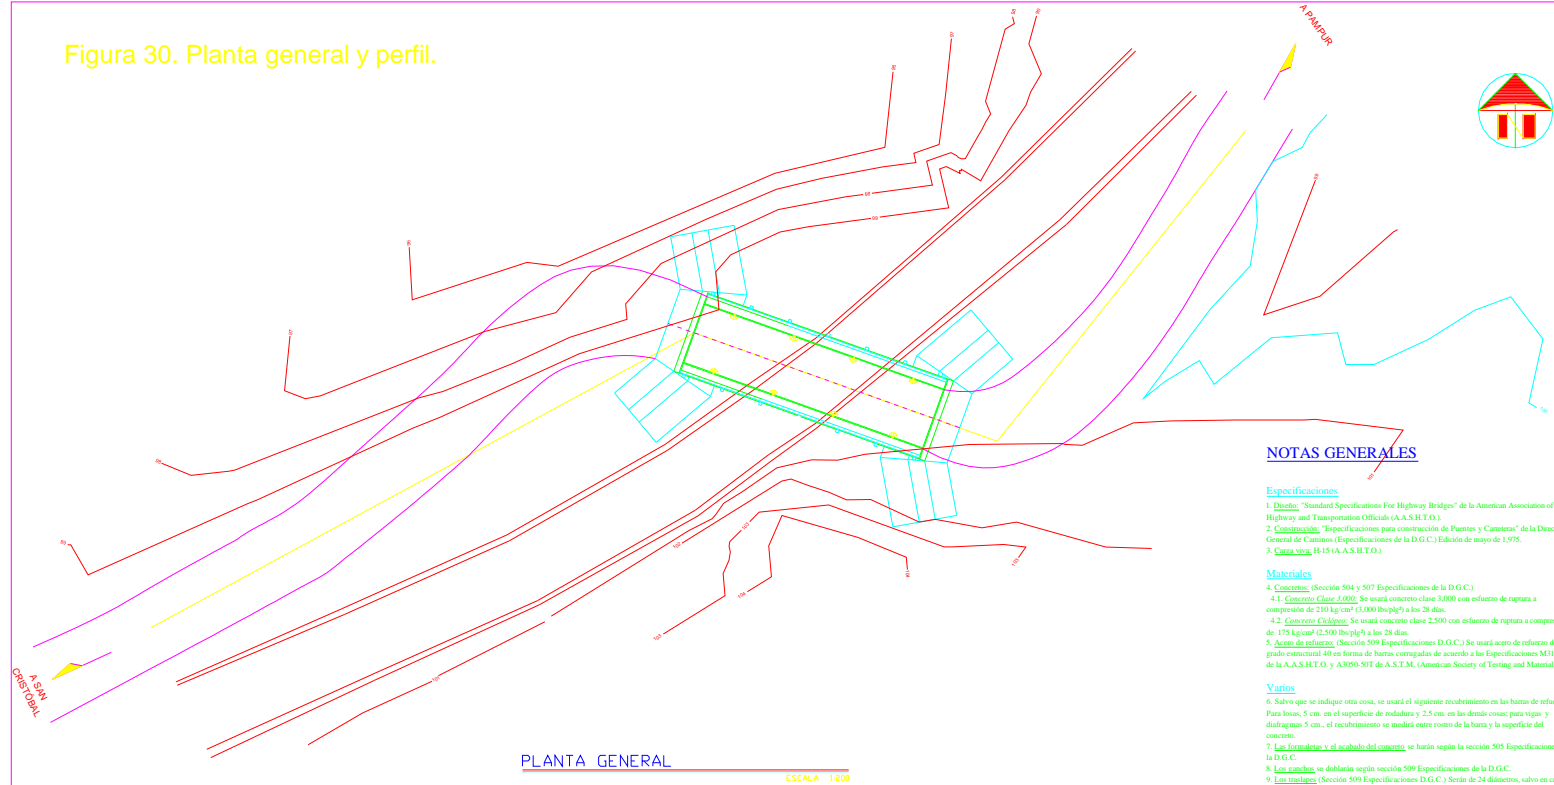 Figura 30. Planta general y perfil.
A PAMPUR
A SAN
CRISTÓBAL
PLANTA GENERAL
ESCALA 1:200
NOTAS GENERALES
Especificaciones
1. Diseño: "Standard Specifications For Highway Bridges" de la American Association of
Highway and Transportation Officials (A.A.S.H.T.O.).
2. Construcción: "Especificaciones para construcción de Puentes y Carreteras" de la Direc
General de Caminos (Especificaciones de la D.G.C.) Edición de mayo de 1,975.
3. Carga viva: H-15 (A.A.S.H.T.O.)
Materiales
4. Concretos: (Sección 504 y 507 Especificaciones de la D.G.C.)
4.1. Concreto Clase 3,000: Se usará concreto clase 3,000 con esfuerzo de ruptura a
compresión de 210 kg/cm² (3,000 lbs/plg²) a los 28 días.
4.2. Concreto Ciclópeo: Se usará concreto clase 2,500 con esfuerzo de ruptura a compre
de 175 kg/cm² (2,500 lbs/plg²) a los 28 días.
5. Acero de refuerzo: (Sección 509 Especificaciones D.G.C.) Se usará acero de refuerzo d
grado estructural 40 en forma de barras corrugadas de acuerdo a las Especificaciones M31
de la A.A.S.H.T.O. y A3050-50T de A.S.T.M. (American Society of Testing and Material
Varios
6. Salvo que se indique otra cosa, se usará el siguiente recubrimiento en las barras de refue
Para losas; 5 cm. en el superficie de rodadura y 2.5 cm. en las demás cosas; para vigas y
diafragmas 5 cm., el recubrimiento se medirá entre rostro de la barra y la superficie del
concreto.
7. Las formaletas y el acabado del concreto se harán según la sección 505 Especificacione
la D.G.C.
8. Los ganchos se doblarán según sección 509 Especificaciones de la D.G.C.
9. Los traslapes (Sección 509 Especificaciones D.G.C.) Serán de 24 diámetros, salvo en c